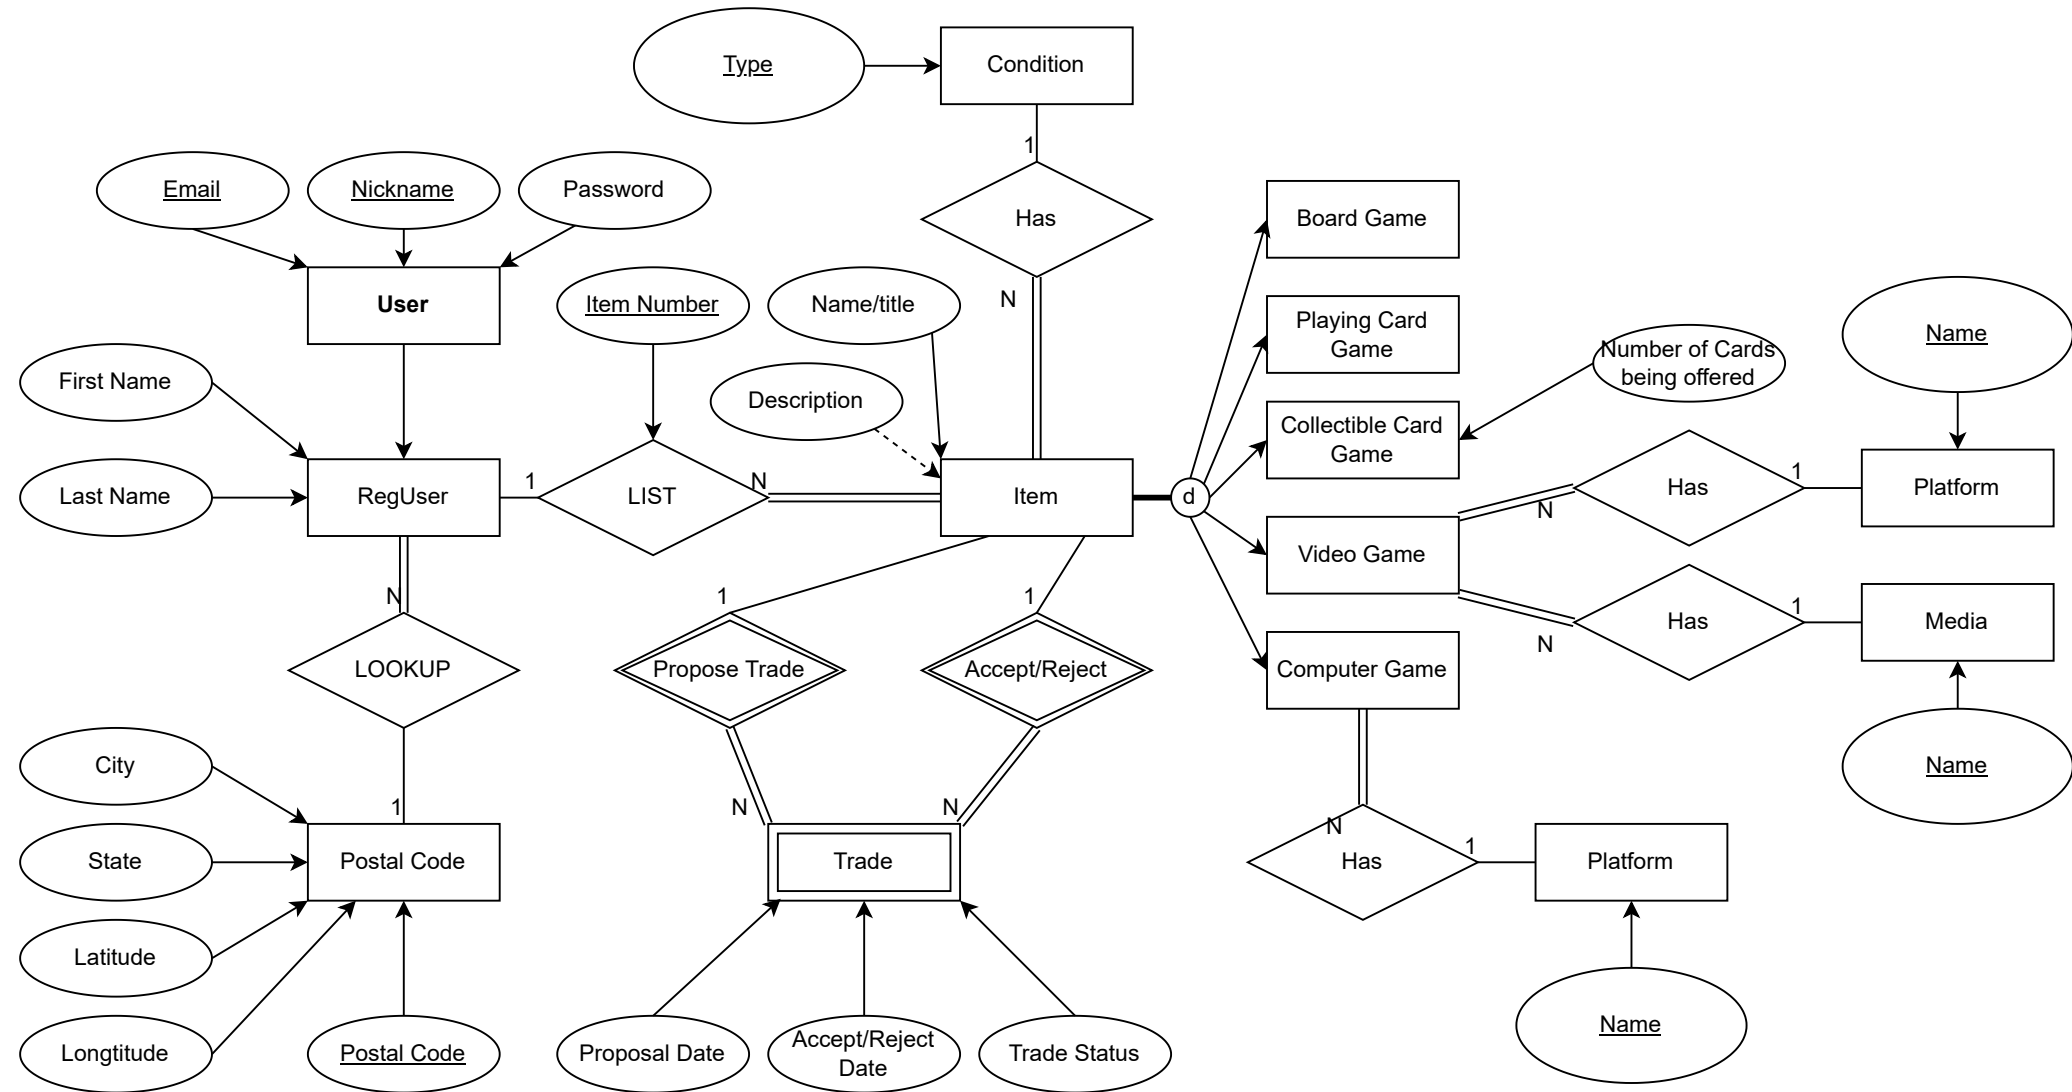 Type
Condition
1
Has
N
Email
Nickname
Password
User
Item Number
Name/title
Description
First Name
Last Name
RegUser
1
LIST
N
Item
d
Board Game
Playing Card
Game
Collectible Card
Game
Number of Cards
being offered
Video Game
Computer Game
N
Has
1
Platform
Name
N
Has
1
Media
Name
N
LOOKUP
1
City
State
Latitude
Longtitude
Postal Code
Postal Code
1
Propose Trade
N
1
Accept/Reject
N
Trade
Proposal Date
Accept/Reject
Date
Trade Status
N
Has
1
Platform
Name